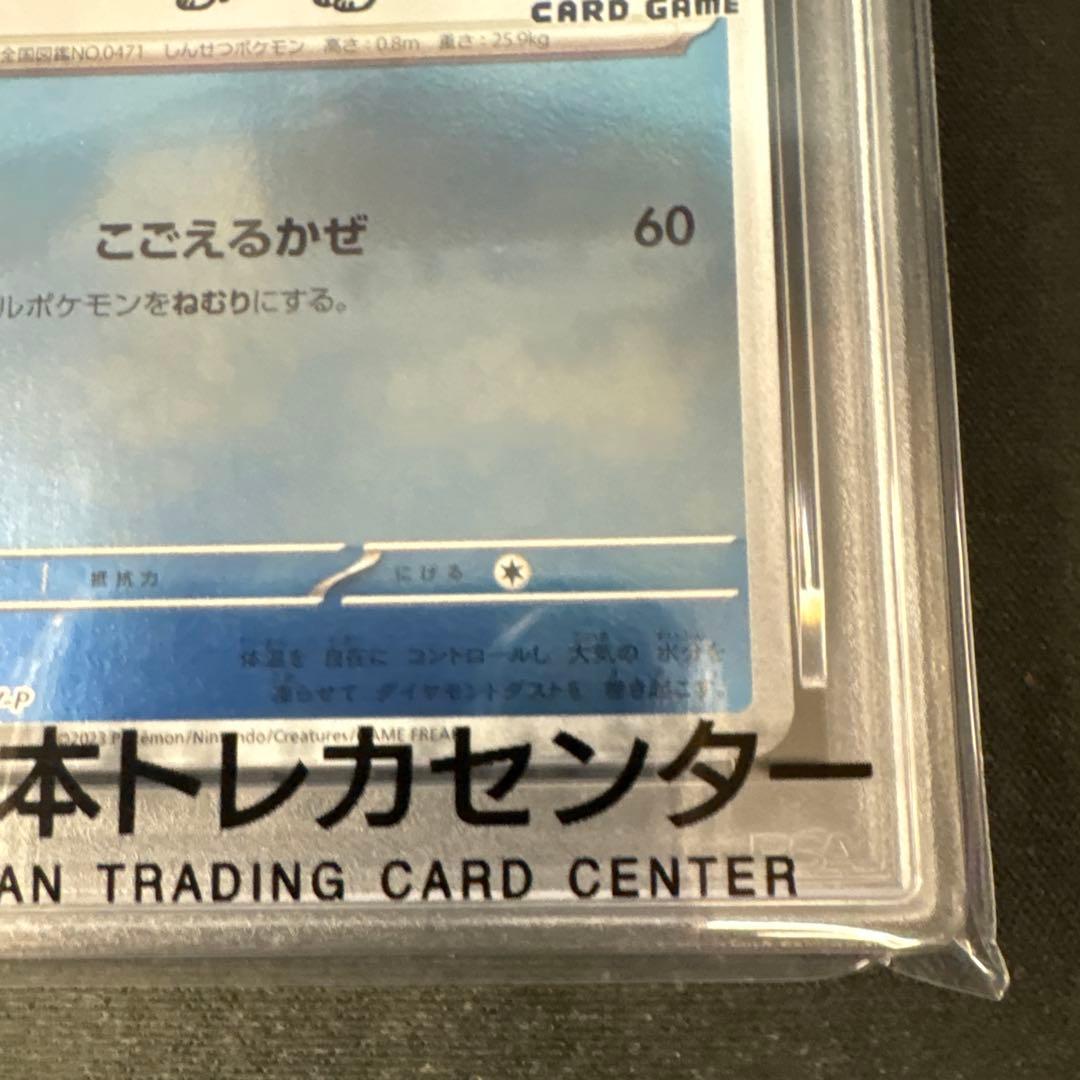 CARD GAME
全国図鑑NO.0471 しんせつポケモン 高さ:0.8m 重さ:25.9kg
こごえるかぜ 60
ルポケモンをねむりにする。
抵抗力 にげる
体温を 自在に コントロールし 大気の 水分を
凍らせて ダイヤモンドダストを 巻き起こす。
-P
©2023 Pokémon/Nintendo/Creatures/GAME FREAK
本トレカセンター
PSA
AN TRADING CARD CENTER